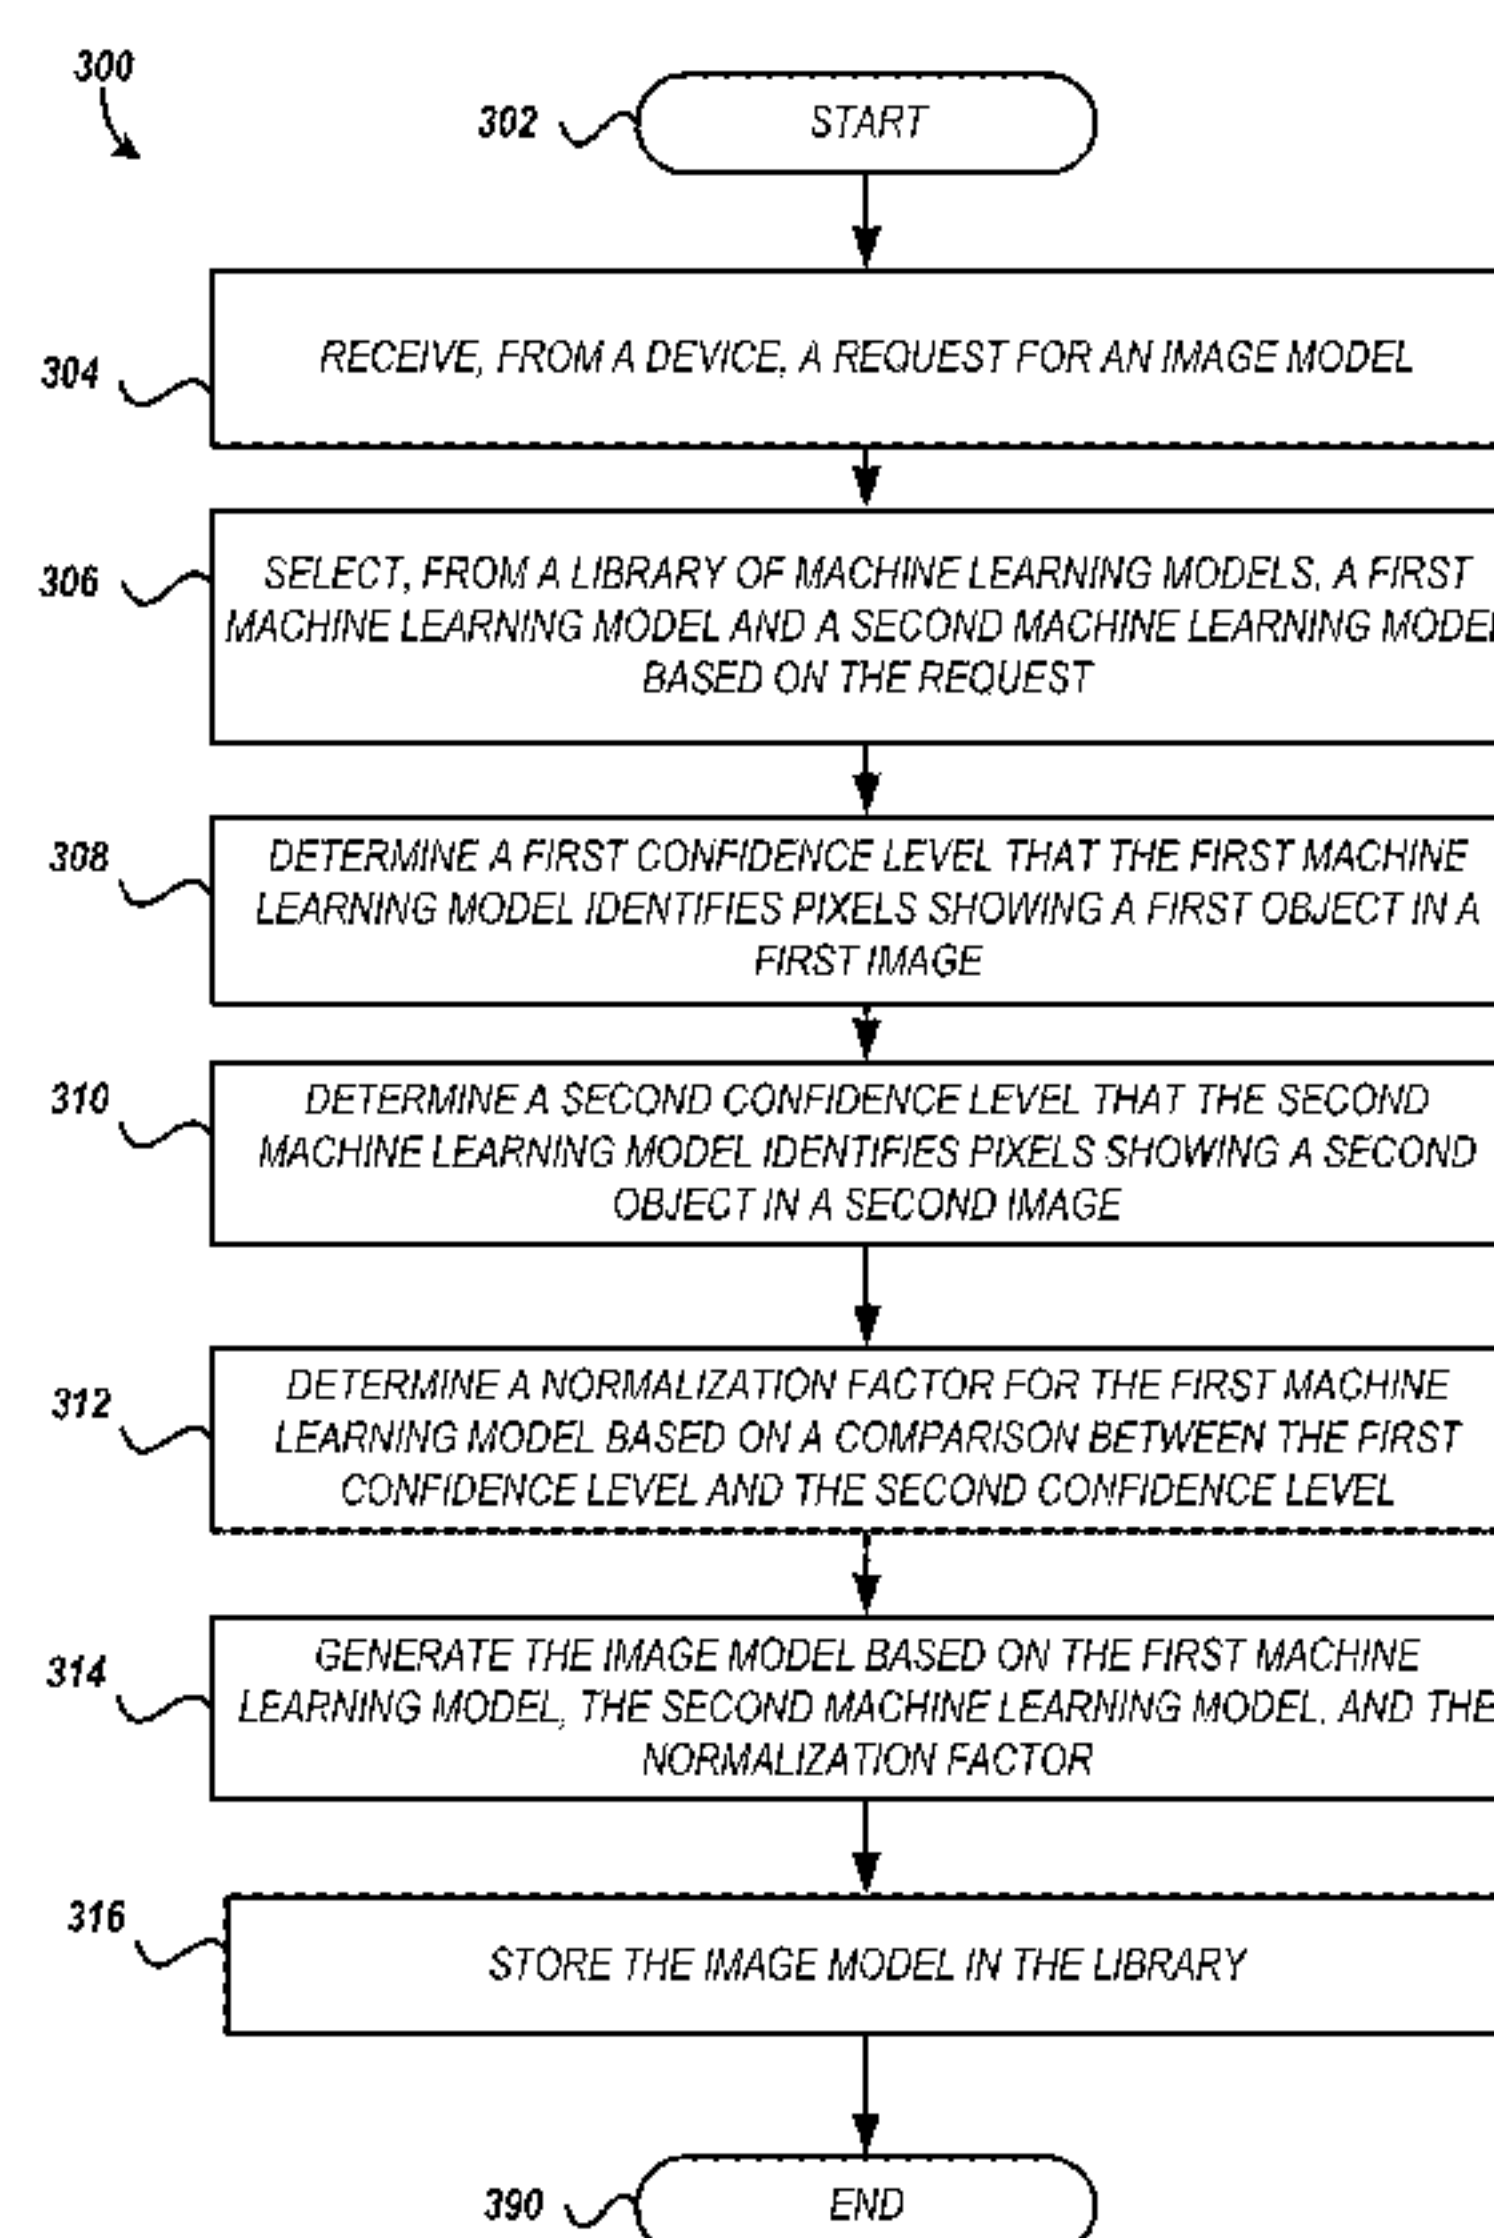 300
302
START
304
RECEIVE, FROM A DEVICE, A REQUEST FOR AN IMAGE MODEL
306
SELECT, FROM A LIBRARY OF MACHINE LEARNING MODELS, A FIRST
MACHINE LEARNING MODEL AND A SECOND MACHINE LEARNING MODEL
BASED ON THE REQUEST
308
DETERMINE A FIRST CONFIDENCE LEVEL THAT THE FIRST MACHINE
LEARNING MODEL IDENTIFIES PIXELS SHOWING A FIRST OBJECT IN A
FIRST IMAGE
310
DETERMINE A SECOND CONFIDENCE LEVEL THAT THE SECOND
MACHINE LEARNING MODEL IDENTIFIES PIXELS SHOWING A SECOND
OBJECT IN A SECOND IMAGE
312
DETERMINE A NORMALIZATION FACTOR FOR THE FIRST MACHINE
LEARNING MODEL BASED ON A COMPARISON BETWEEN THE FIRST
CONFIDENCE LEVEL AND THE SECOND CONFIDENCE LEVEL
314
GENERATE THE IMAGE MODEL BASED ON THE FIRST MACHINE
LEARNING MODEL, THE SECOND MACHINE LEARNING MODEL, AND THE
NORMALIZATION FACTOR
316
STORE THE IMAGE MODEL IN THE LIBRARY
390
END